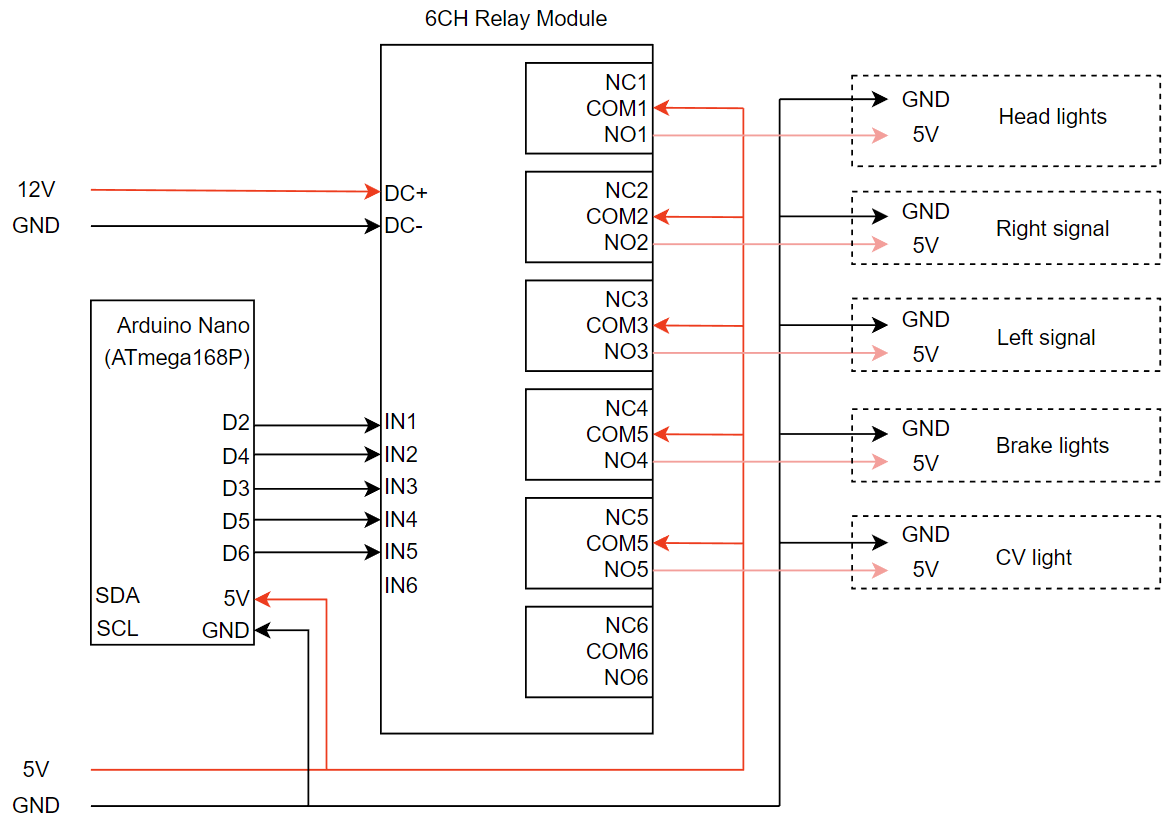 6CH Relay Module
12V
GND
DC+
DC-
Arduino Nano
(ATmega168P)
D2
D4
D3
D5
D6
SDA
SCL
5V
GND
IN1
IN2
IN3
IN4
IN5
IN6
NC1
COM1
NO1
NC2
COM2
NO2
NC3
COM3
NO3
NC4
COM5
NO4
NC5
COM5
NO5
NC6
COM6
NO6
GND
5V
Head lights
GND
5V
Right signal
GND
5V
Left signal
GND
5V
Brake lights
GND
5V
CV light
5V
GND